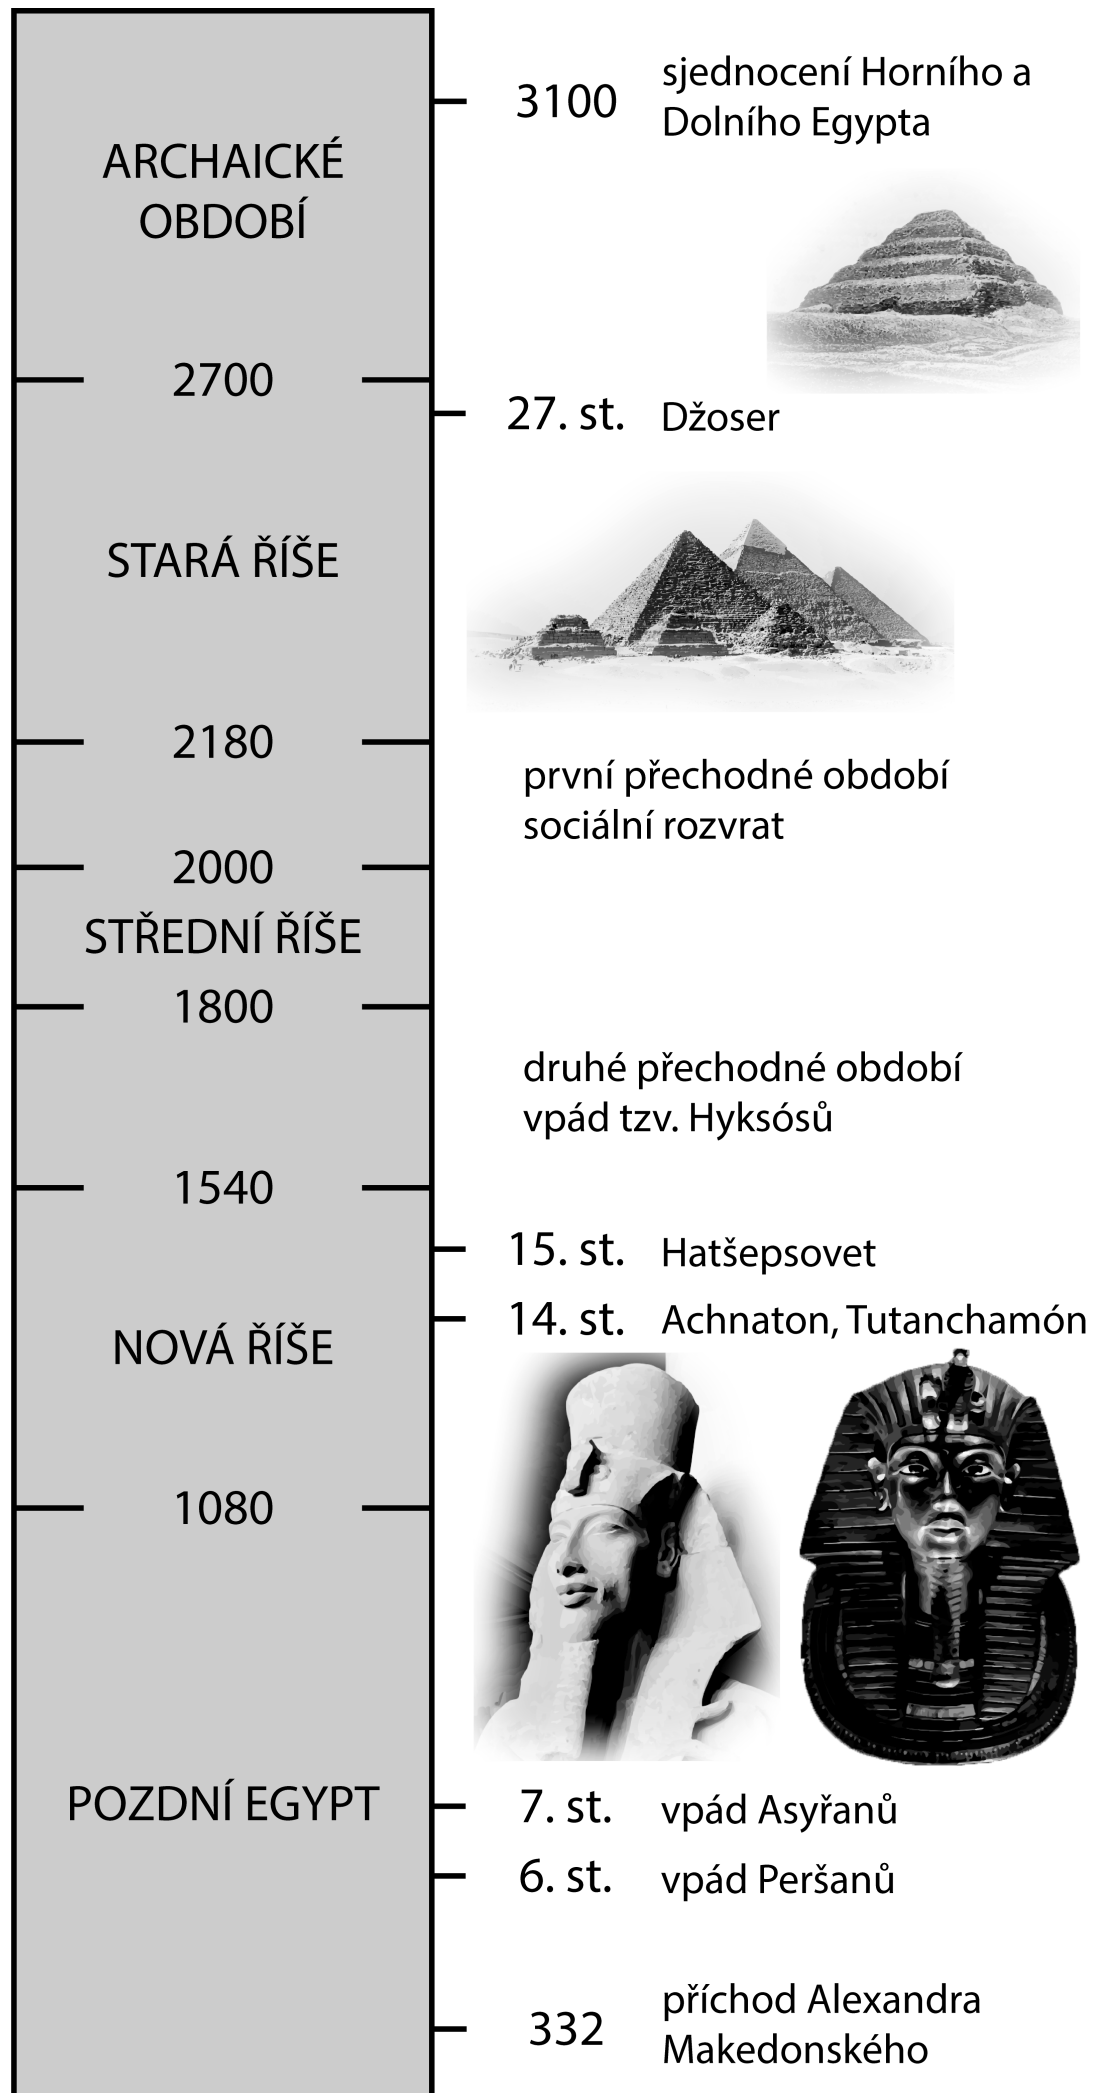 3100
sjednocení Horního a
Dolního Egypta
ARCHAICKÉ
OBDOBÍ
2700
27. st.
Džoser
STARÁ ŘÍŠE
2180
první přechodné období
sociální rozvrat
2000
STŘEDNÍ ŘÍŠE
1800
druhé přechodné období
vpád tzv. Hyksósů
1540
15. st.
Hatšepsovet
14. st.
Achnaton, Tutanchamón
NOVÁ ŘÍŠE
1080
POZDNÍ EGYPT
7. st.
vpád Asyřanů
6. st.
vpád Peršanů
332
příchod Alexandra
Makedonského